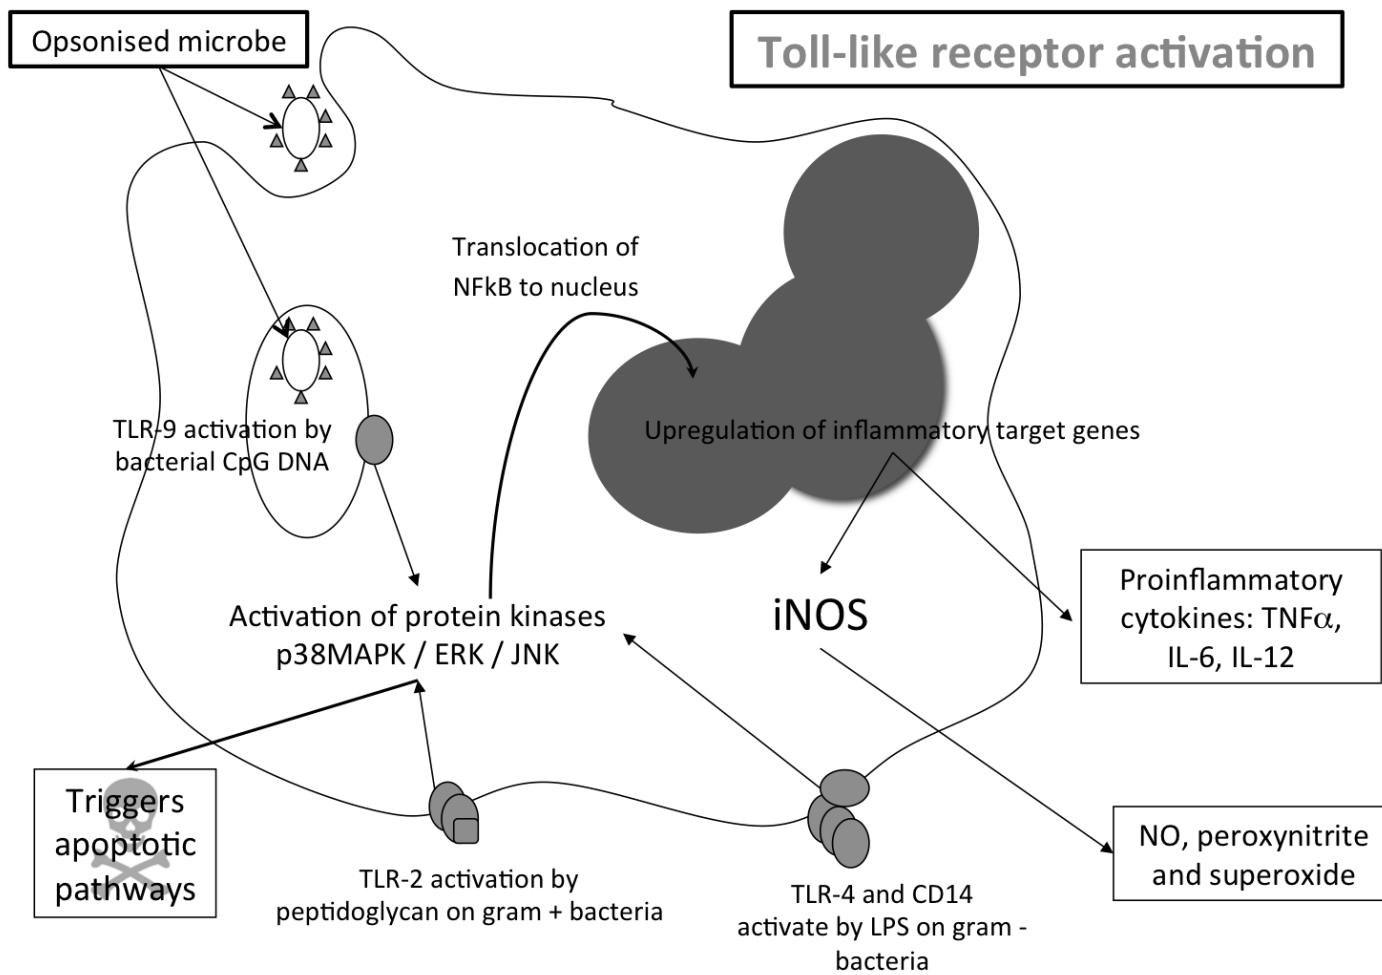 Opsonised microbe
Toll-like receptor activation
Translocation of
NFkB to nucleus
TLR-9 activation by
bacterial CpG DNA
Upregulation of inflammatory target genes
Activation of protein kinases
p38MAPK / ERK / JNK
iNOS
Proinflammatory
cytokines: TNFα,
IL-6, IL-12
Triggers
apoptotic
pathways
TLR-2 activation by
peptidoglycan on gram + bacteria
TLR-4 and CD14
activate by LPS on gram -
bacteria
NO, peroxynitrite
and superoxide